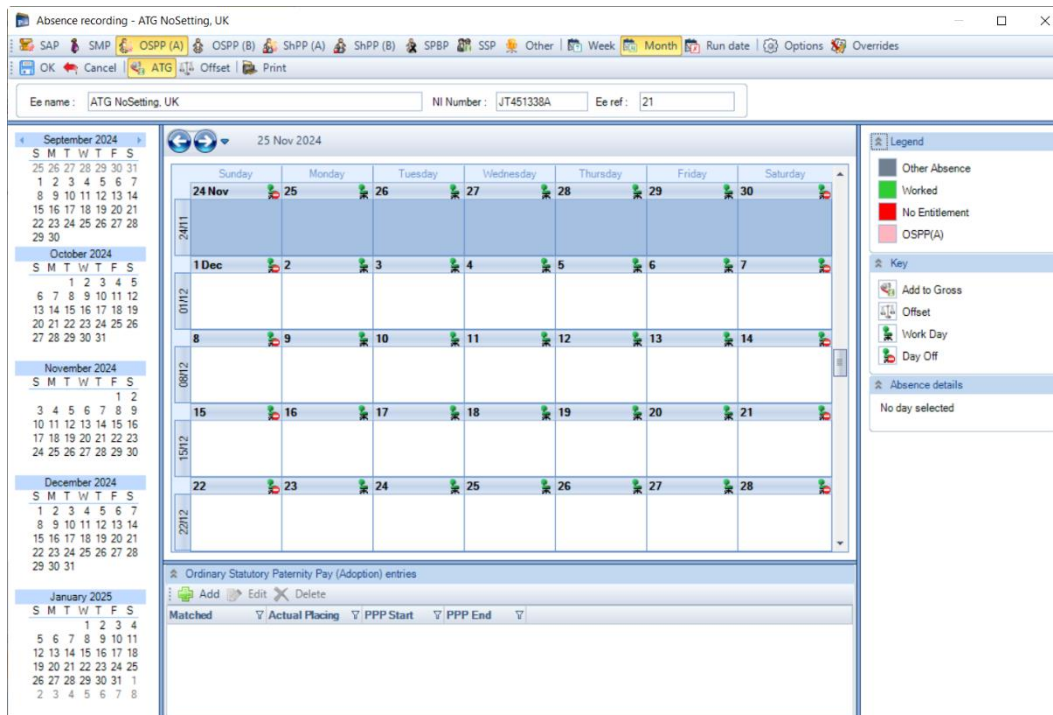 Absence recording - ATG NoSetting, UK
SAP SMP OSPP (A) OSPP (B) ShPP (A) ShPP (B) SPBP SSP Other Week Month Run date Options Overrides
OK Cancel ATG Offset Print
Ee name : ATG NoSetting, UK NI Number : JT451338A Ee ref : 21
September 2024
S M T W T F S
25 26 27 28 29 30 31
1 2 3 4 5 6 7
8 9 10 11 12 13 14
15 16 17 18 19 20 21
22 23 24 25 26 27 28
29 30
October 2024
S M T W T F S
1 2 3 4 5
6 7 8 9 10 11 12
13 14 15 16 17 18 19
20 21 22 23 24 25 26
27 28 29 30 31
November 2024
S M T W T F S
1 2
3 4 5 6 7 8 9
10 11 12 13 14 15 16
17 18 19 20 21 22 23
24 25 26 27 28 29 30
December 2024
S M T W T F S
1 2 3 4 5 6 7
8 9 10 11 12 13 14
15 16 17 18 19 20 21
22 23 24 25 26 27 28
29 30 31
January 2025
S M T W T F S
1 2 3 4
5 6 7 8 9 10 11
12 13 14 15 16 17 18
19 20 21 22 23 24 25
26 27 28 29 30 31 1
2 3 4 5 6 7 8
25 Nov 2024
Sunday Monday Tuesday Wednesday Thursday Friday Saturday
24 Nov 25 26 27 28 29 30
24/11
1 Dec 2 3 4 5 6 7
01/12
8 9 10 11 12 13 14
08/12
15 16 17 18 19 20 21
15/12
22 23 24 25 26 27 28
22/12
Ordinary Statutory Paternity Pay (Adoption) entries
Add Edit Delete
Matched Actual Placing PPP Start PPP End
Legend
Other Absence
Worked
No Entitlement
OSPP(A)
Key
Add to Gross
Offset
Work Day
Day Off
Absence details
No day selected